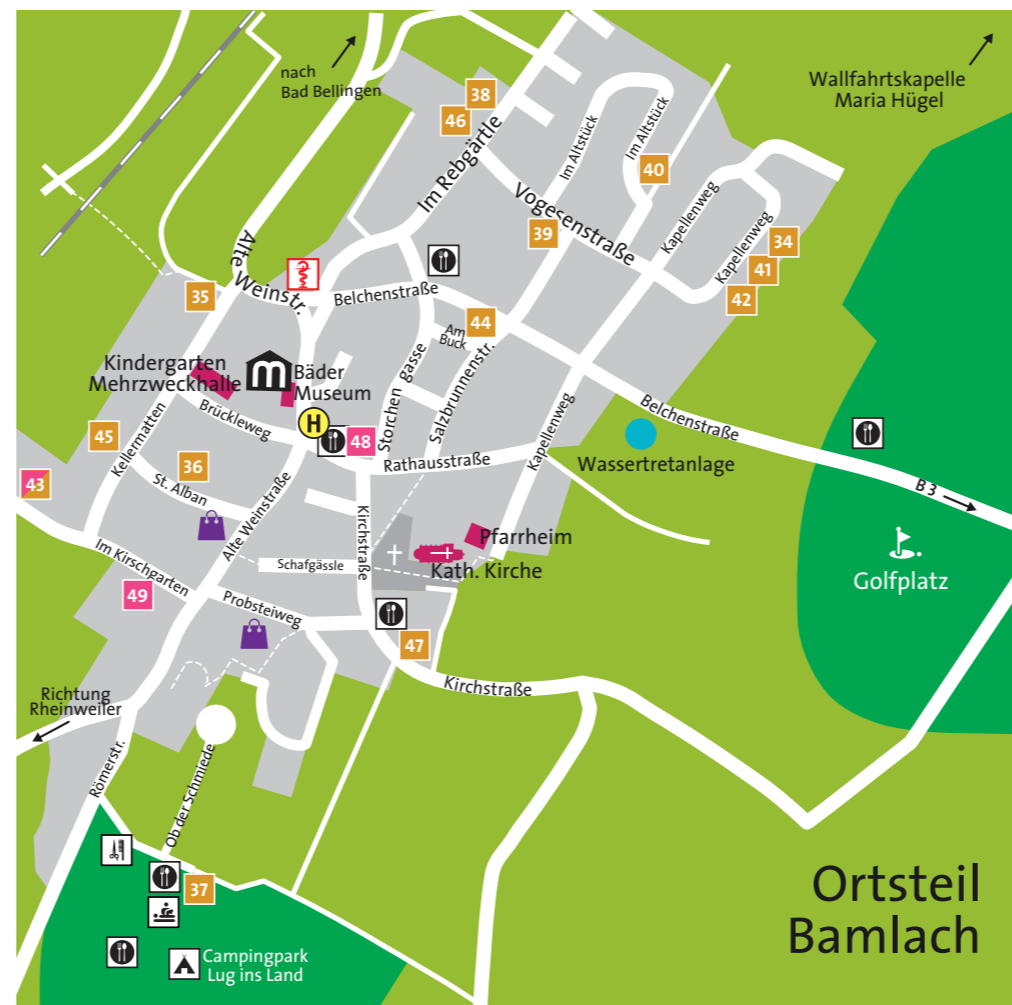 nach
Bad Bellingen
Wallfahrtskapelle
Maria Hügel
38
46
Im Rebgärtle
Im Altstück
Im Altstück
40
Vogesenstraße
39
Kapellenweg
Kapellenweg
34
41
42
Alte
Weinstr.
35
Belchenstraße
44
Am
Buck
Kindergarten
Mehrzweckhalle
m
Bäder
Museum
Storchen gasse
Salzbrunnenstr.
Kapellenweg
Belchenstraße
Brückleweg
H
48
Rathausstraße
Wassertretanlage
Kellermatten
45
36
43
St. Alban
Alte Weinstraße
B 3
Kirchstraße
Pfarrheim
Kath. Kirche
Schafgässle
Im Kirschgarten
Golfplatz
49
Probsteiweg
47
Kirchstraße
Richtung
Rheinweiler
Römerstr.
Ob der Schmiede
37
Campingpark
Lug ins Land
Ortsteil
Bamlach